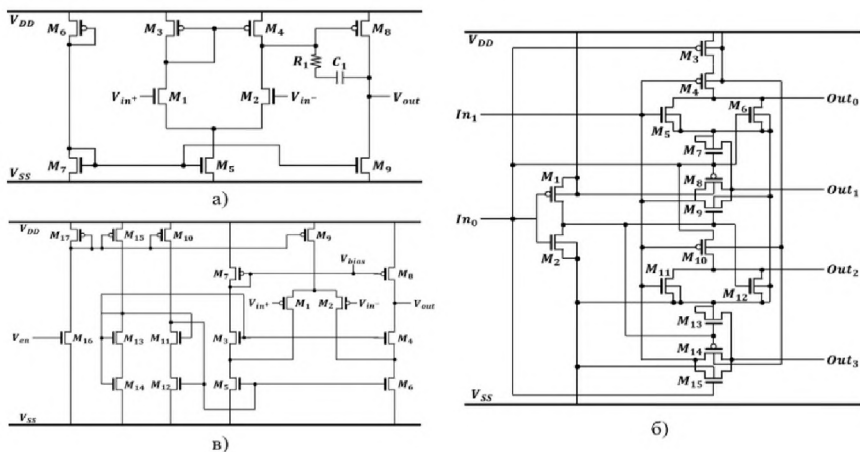 V_DD
M_6 M_3 M_4 M_8
R_1 C_1
V_in+ M_1 M_2 V_in- V_out
M_7 M_5 M_9
V_SS
а)
V_DD
M_17 M_15 M_10 M_9
V_bias
M_7 M_8
V_in+ M_1 M_2 V_in- V_out
V_en M_16 M_13 M_11 M_3 M_4
M_14 M_12 M_5 M_6
V_SS
в)
V_DD
M_3
M_4
Out_0
In_1 M_5 M_6
M_7
M_1 M_8 Out_1
In_0 M_9
M_2 M_10
Out_2
M_11 M_12
M_13
M_14 Out_3
M_15
V_SS
б)